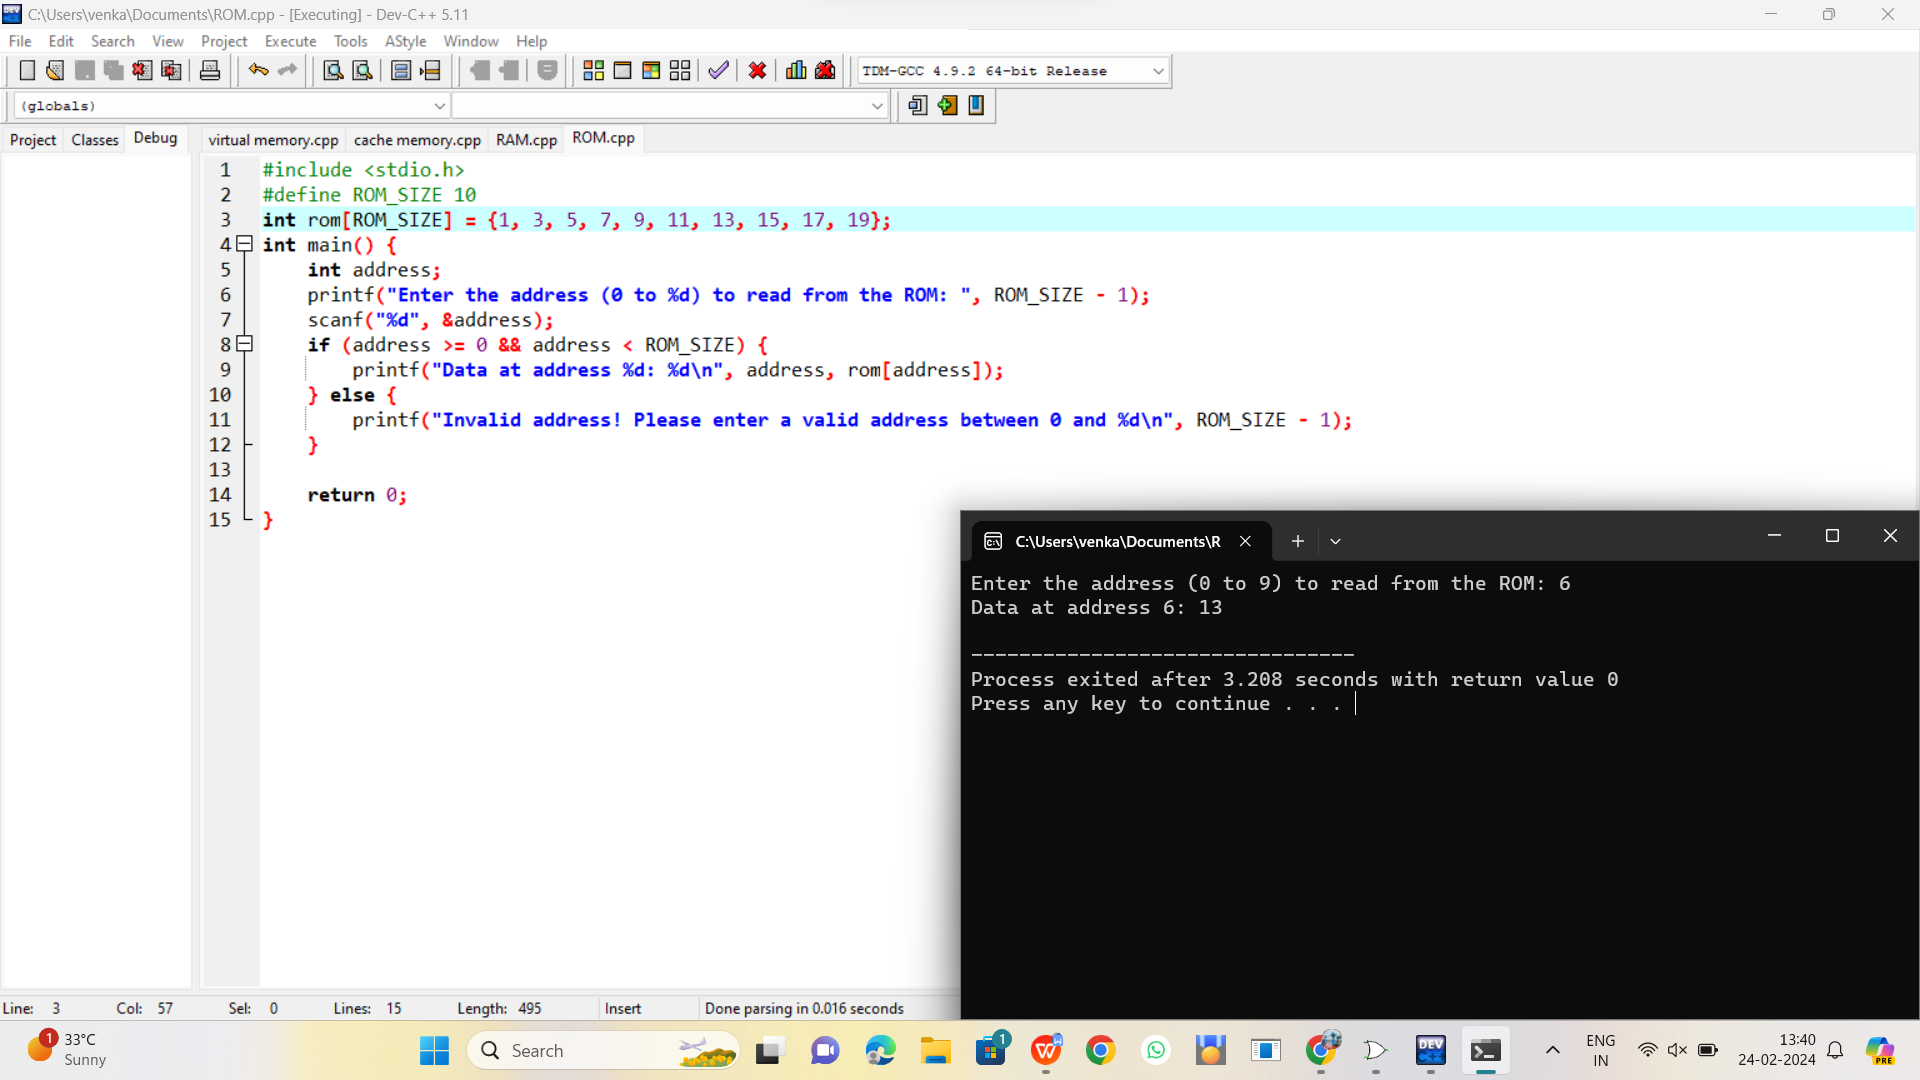 C:\Users\venka\Documents\ROM.cpp - [Executing] - Dev-C++ 5.11
File Edit Search View Project Execute Tools AStyle Window Help
TDM-GCC 4.9.2 64-bit Release
(globals)
Project Classes Debug virtual memory.cpp cache memory.cpp RAM.cpp ROM.cpp
1 #include <stdio.h>
2 #define ROM_SIZE 10
3 int rom[ROM_SIZE] = {1, 3, 5, 7, 9, 11, 13, 15, 17, 19};
4 int main() {
5 int address;
6 printf("Enter the address (0 to %d) to read from the ROM: ", ROM_SIZE - 1);
7 scanf("%d", &address);
8 if (address >= 0 && address < ROM_SIZE) {
9 printf("Data at address %d: %d\n", address, rom[address]);
10 } else {
11 printf("Invalid address! Please enter a valid address between 0 and %d\n", ROM_SIZE - 1);
12 }
13
14 return 0;
15 }
C:\Users\venka\Documents\R
Enter the address (0 to 9) to read from the ROM: 6
Data at address 6: 13
--------------------------------
Process exited after 3.208 seconds with return value 0
Press any key to continue . . .
Line: 3 Col: 57 Sel: 0 Lines: 15 Length: 495 Insert Done parsing in 0.016 seconds
1
33°C
Sunny
Search
1
DEV
C++
PRE
ENG
IN
13:40
24-02-2024